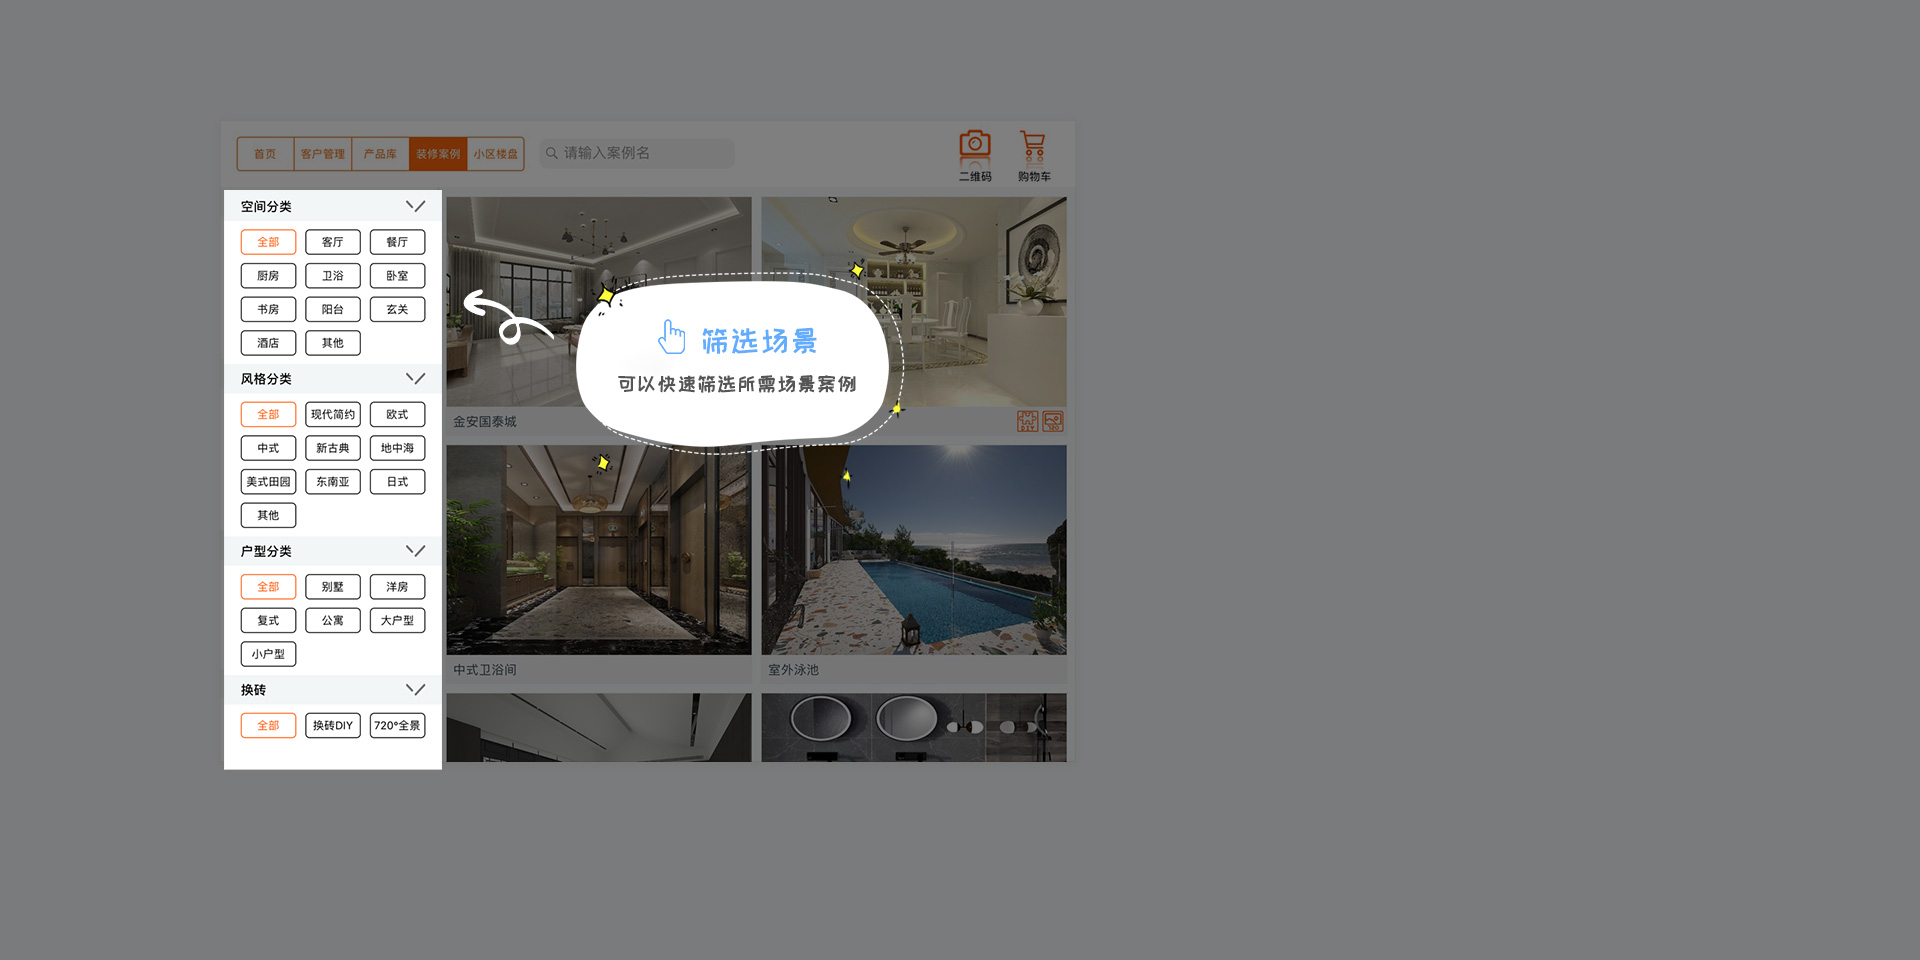 首页 客户管理 产品库 装修案例 小区楼盘 请输入案例名
二维码 购物车
空间分类
全部 客厅 餐厅
厨房 卫浴 卧室
书房 阳台 玄关
酒店 其他
风格分类
全部 现代简约 欧式
中式 新古典 地中海
美式田园 东南亚 日式
其他
户型分类
全部 别墅 洋房
复式 公寓 大户型
小户型
换砖
全部 换砖DIY 720°全景
筛选场景
可以快速筛选所需场景案例
金安国泰城
DIY
中式卫浴间
室外泳池